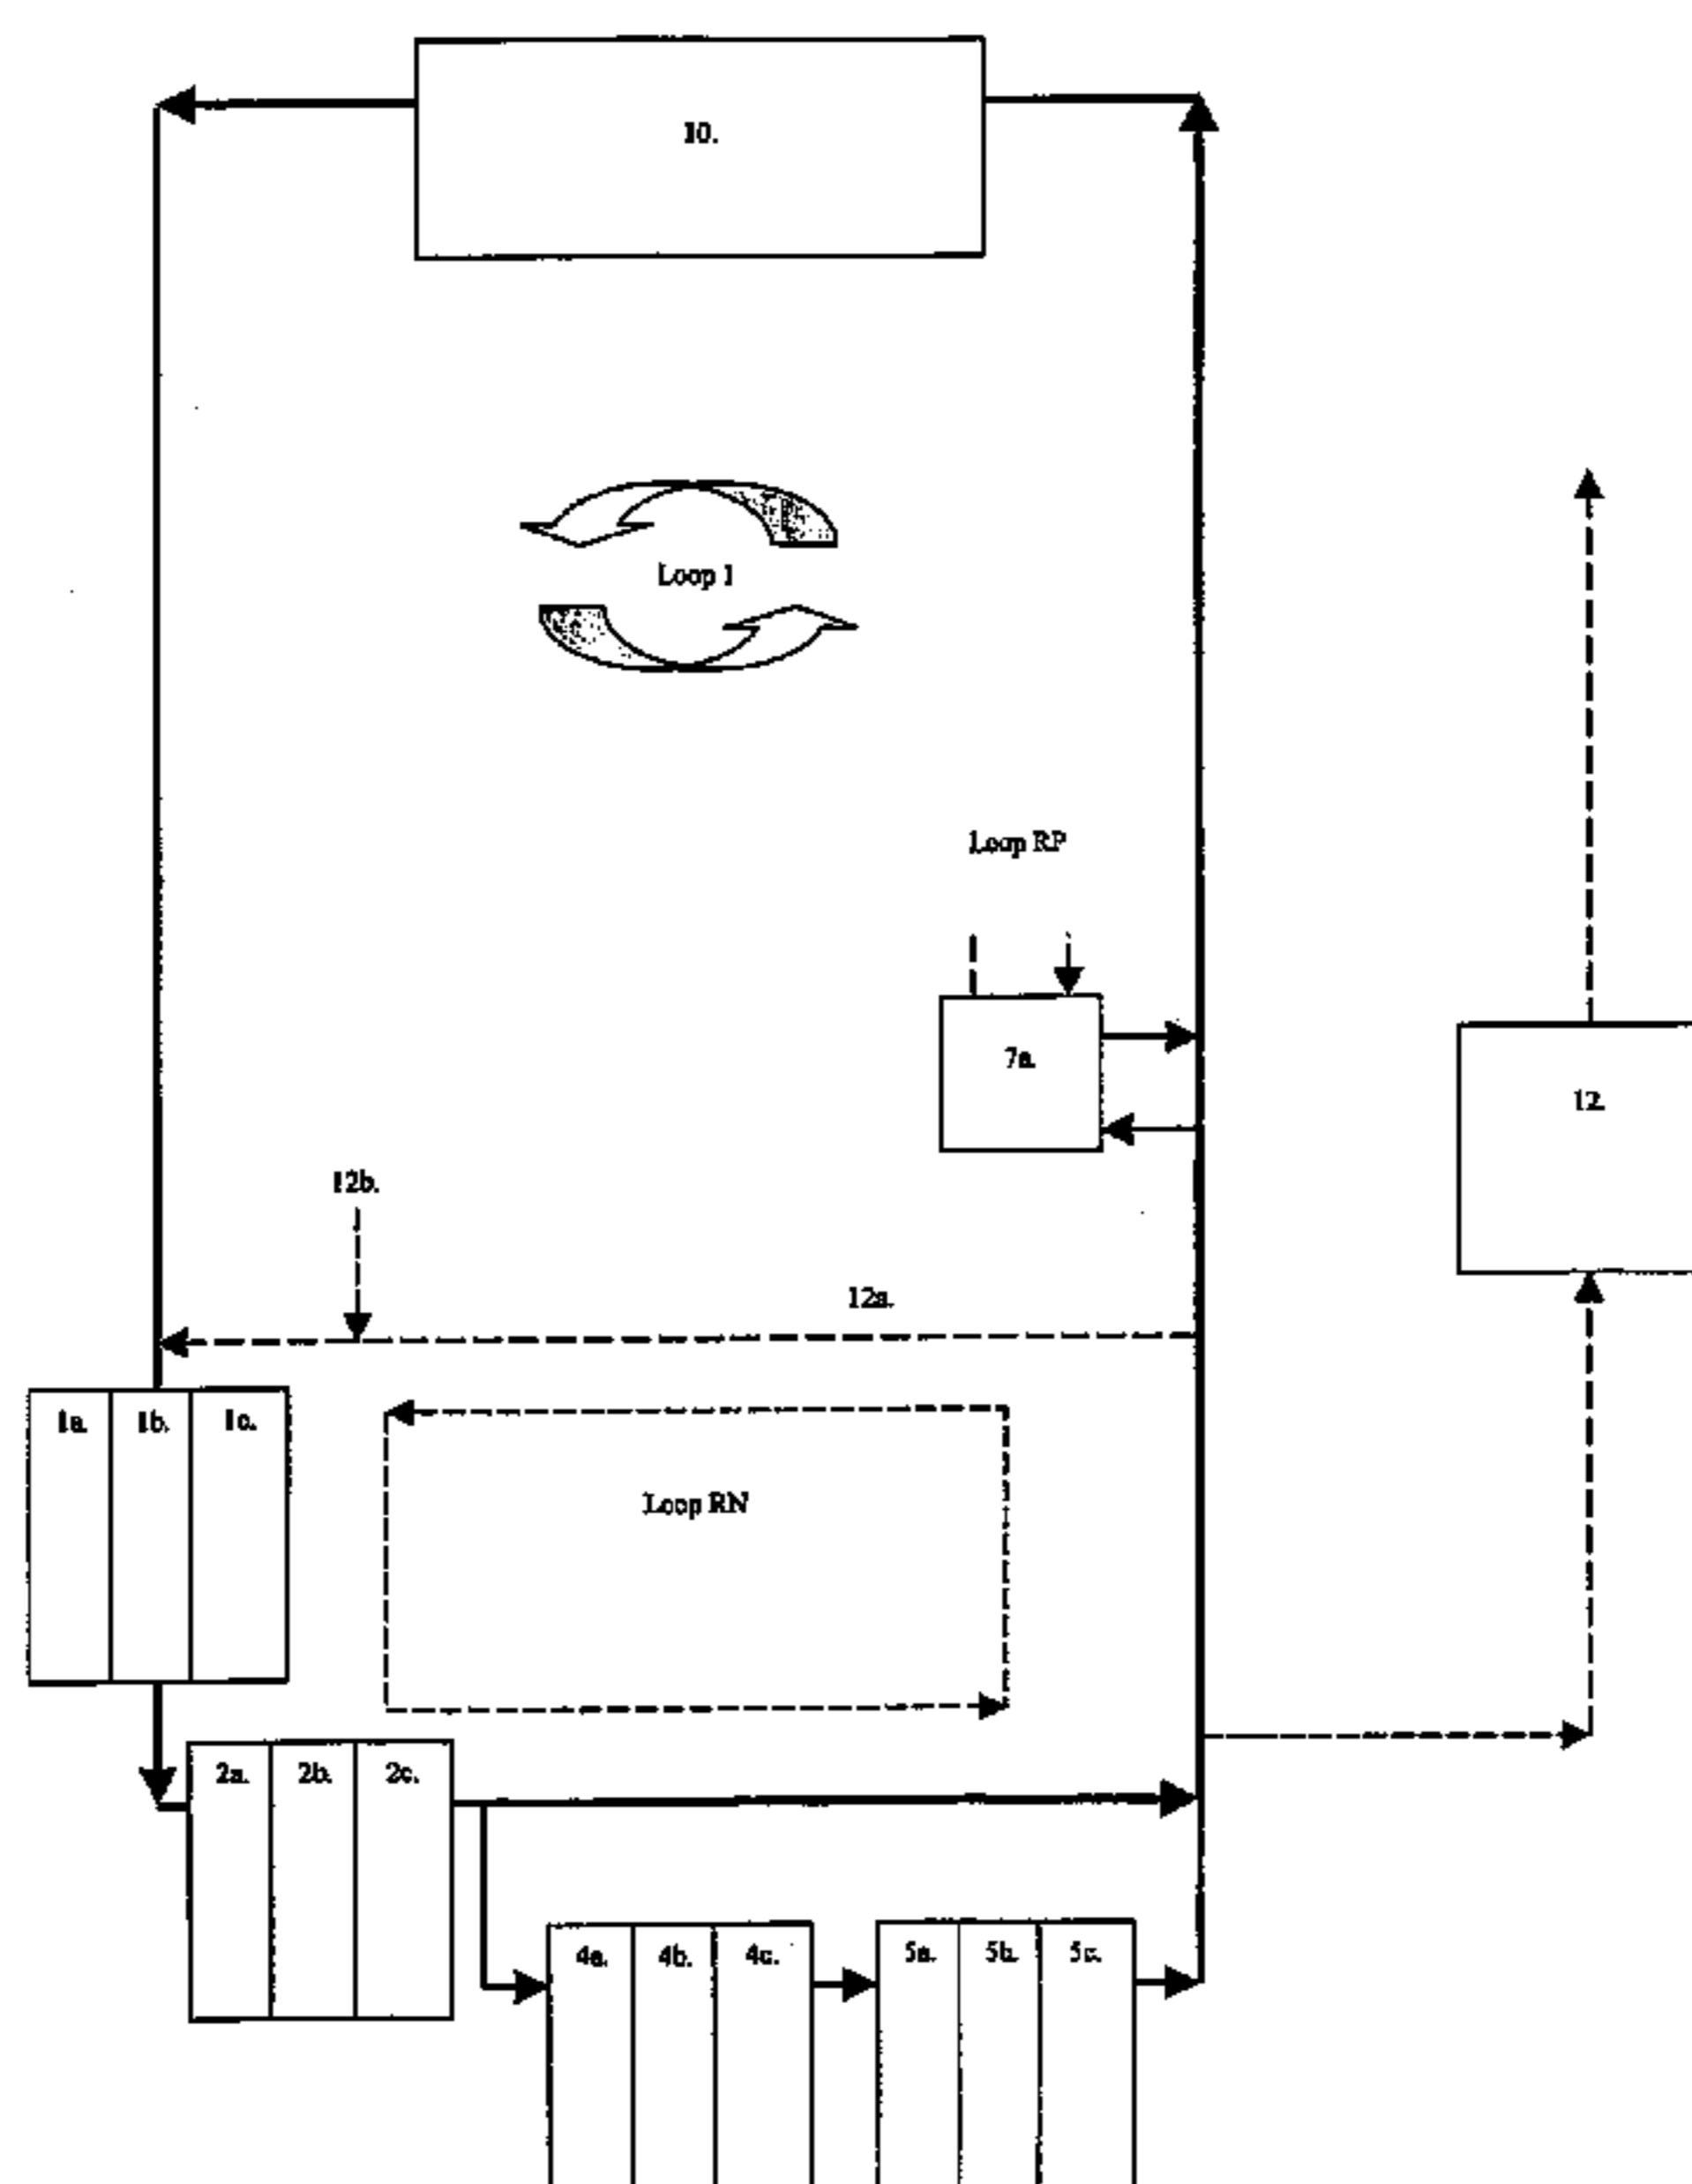 10.
Loop 1
Loop RP
7a.
12.
12b.
12a.
1a. 1b. 1c.
Loop RN
2a. 2b. 2c.
4a. 4b. 4c. 5a. 5b. 5c.